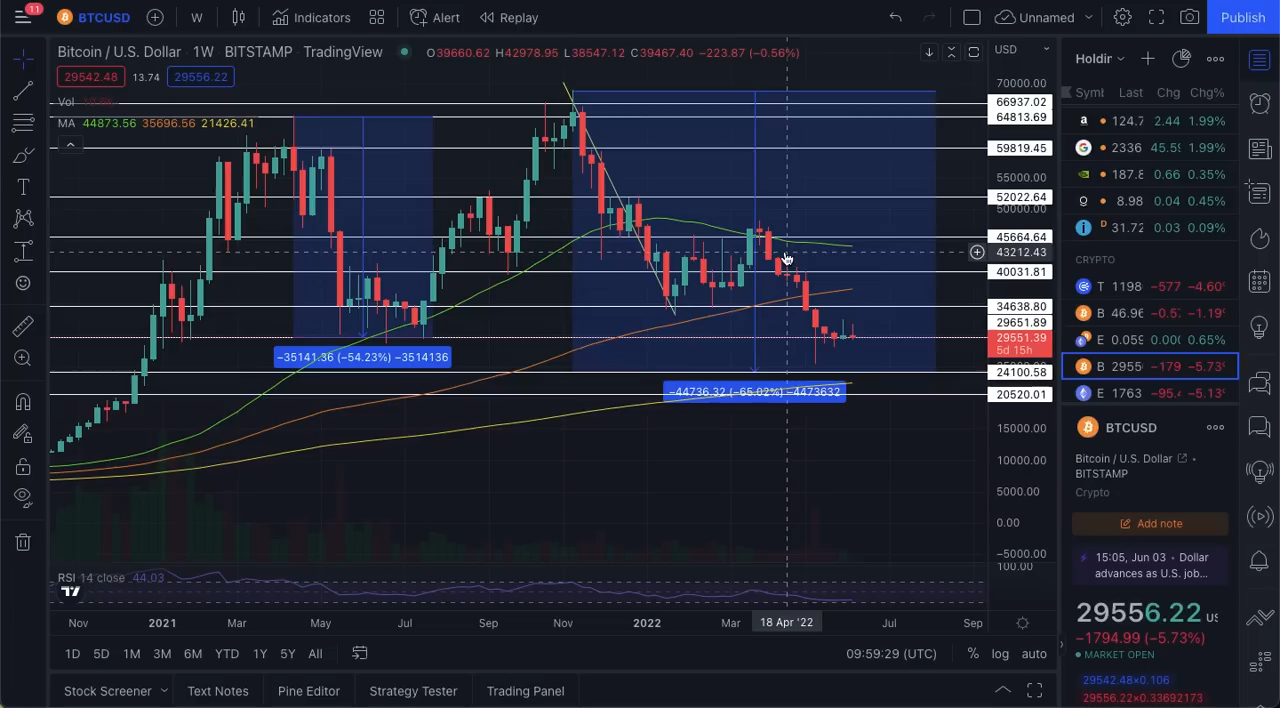 11
BTCUSD
W
Indicators
Alert
Replay
Unnamed
Publish
Bitcoin / U.S. Dollar · 1W · BITSTAMP · TradingView
O39660.62 H42978.95 L38547.12 C39467.40 −223.87 (−0.56%)
29542.48 13.74 29556.22
Vol
MA 44873.56 35696.56 21426.41
−35141.36 (−54.23%) −3514136
−44736.32 (−65.02%) −4473632
USD
70000.00
66937.02
64813.69
59819.45
55000.00
52022.64
50000.00
45664.64
43212.43
40031.81
34638.80
29651.89
29551.39
5d 15h
24100.58
20520.01
15000.00
10000.00
5000.00
0.00
−5000.00
100.00
RSI 14 close 44.03
Nov 2021 Mar May Jul Sep Nov 2022 Mar 18 Apr '22 Jul Sep
1D 5D 1M 3M 6M YTD 1Y 5Y All
09:59:29 (UTC) % log auto
Stock Screener Text Notes Pine Editor Strategy Tester Trading Panel
Holdir
Symt Last Chg Chg%
124.7 2.44 1.99%
2336 45.5 1.99%
187.8 0.66 0.35%
8.98 0.04 0.45%
D 31.72 0.03 0.09%
CRYPTO
T 1198 −577 −4.60
B 46.96 −0.5 −1.19%
E 0.059 0.00 0.65%
B 2955 −179 −5.73
E 1763 −95. −5.13
BTCUSD
Bitcoin / U.S. Dollar
BITSTAMP
Crypto
Add note
15:05, Jun 03 • Dollar
advances as U.S. job...
29556.22 US
−1794.99 (−5.73%)
MARKET OPEN
29542.48×0.106
29556.22×0.33692173